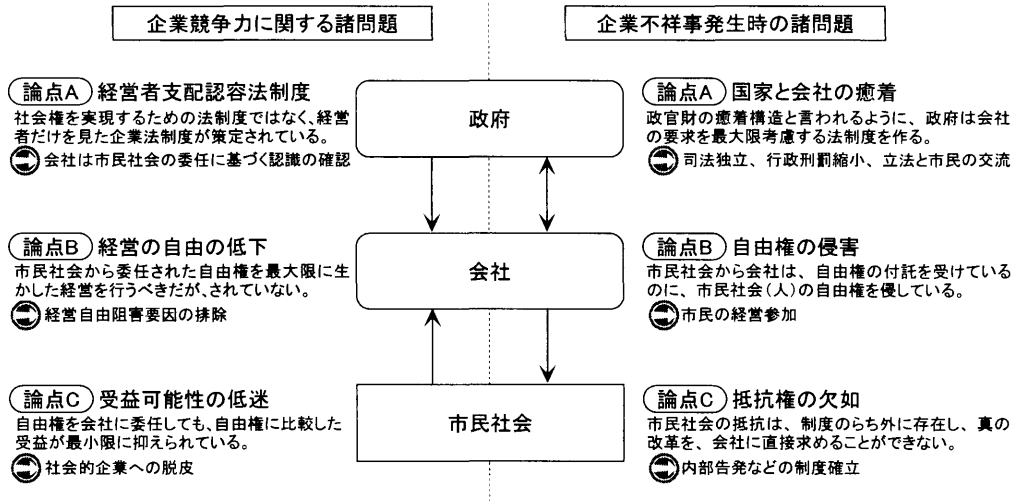 企業競争力に関する諸問題
企業不祥事発生時の諸問題
論点A 経営者支配認容法制度
社会権を実現するための法制度ではなく、経営
者だけを見た企業法制度が策定されている。
会社は市民社会の委任に基づく認識の確認
政府
論点A 国家と会社の癒着
政官財の癒着構造と言われるように、政府は会社
の要求を最大限考慮する法制度を作る。
司法独立、行政刑罰縮小、立法と市民の交流
論点B 経営の自由の低下
市民社会から委任された自由権を最大限に生
かした経営を行うべきだが、されていない。
経営自由阻害要因の排除
会社
論点B 自由権の侵害
市民社会から会社は、自由権の付託を受けている
のに、市民社会(人)の自由権を侵している。
市民の経営参加
論点C 受益可能性の低迷
自由権を会社に委任しても、自由権に比較した
受益が最小限に抑えられている。
社会的企業への脱皮
市民社会
論点C 抵抗権の欠如
市民社会の抵抗は、制度のらち外に存在し、真の
改革を、会社に直接求めることができない。
内部告発などの制度確立